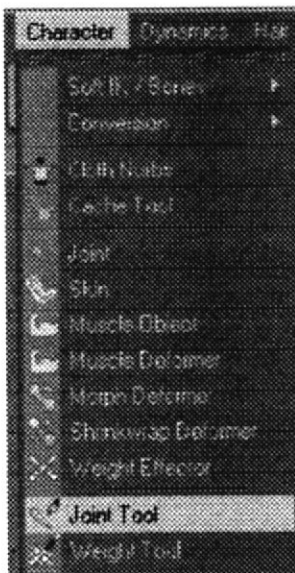 Character Dynamics Hair
Soft IK / Bones
Conversion
Cloth Nurbs
Cache Tool
Joint
Skin
Muscle Object
Muscle Deformer
Morph Deformer
Shrinkwrap Deformer
Weight Effector
Joint Tool
Weight Tool